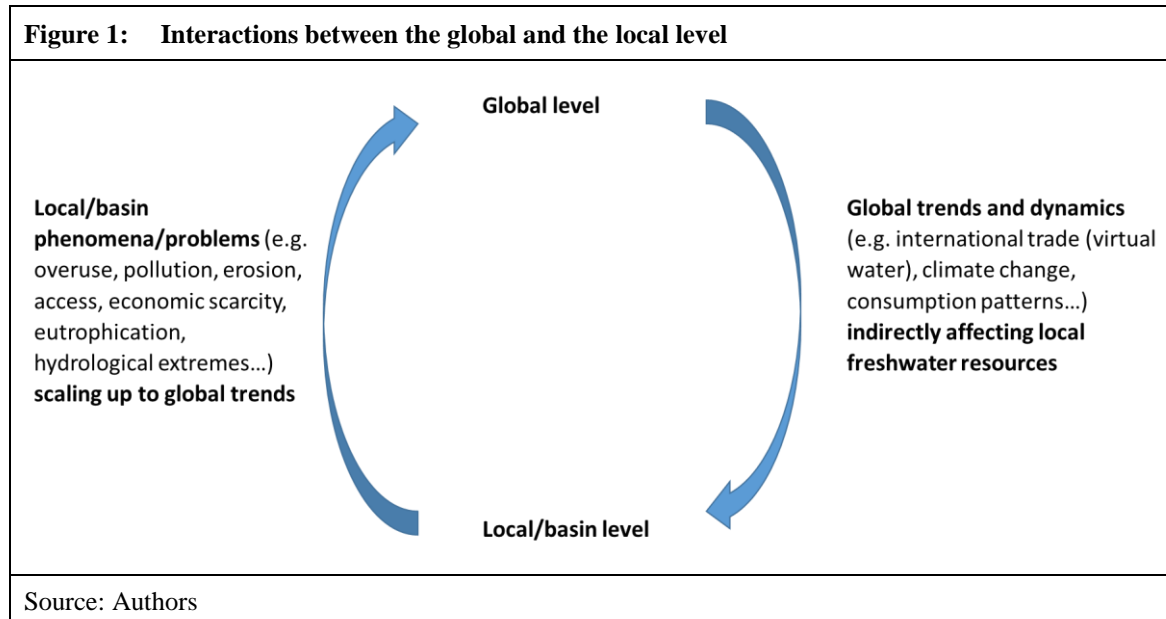 Figure 1: Interactions between the global and the local level
Global level
Local/basin
phenomena/problems (e.g.
overuse, pollution, erosion,
access, economic scarcity,
eutrophication,
hydrological extremes...)
scaling up to global trends
Global trends and dynamics
(e.g. international trade (virtual
water), climate change,
consumption patterns...)
indirectly affecting local
freshwater resources
Local/basin level
Source: Authors